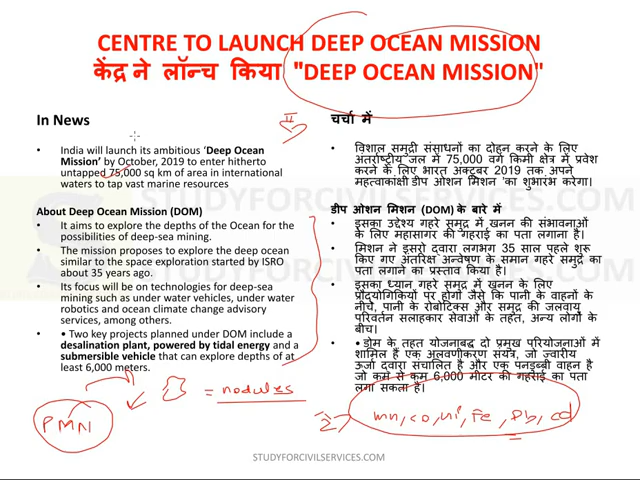 CENTRE TO LAUNCH DEEP OCEAN MISSION
केंद्र ने लॉन्च किया "DEEP OCEAN MISSION"
In News
India will launch its ambitious 'Deep Ocean
Mission' by October, 2019 to enter hitherto
untapped 75,000 sq km of area in international
waters to tap vast marine resources
About Deep Ocean Mission (DOM)
It aims to explore the depths of the Ocean for the
possibilities of deep-sea mining.
The mission proposes to explore the deep ocean
similar to the space exploration started by ISRO
about 35 years ago.
Its focus will be on technologies for deep-sea
mining such as under water vehicles, under water
robotics and ocean climate change advisory
services, among others.
• Two key projects planned under DOM include a
desalination plant, powered by tidal energy and a
submersible vehicle that can explore depths of at
least 6,000 meters.
PMN
= nodules
II
चर्चा में
विशाल समुद्री संसाधनों का दोहन करने के लिए
अंतर्राष्ट्रीय जल में 75,000 वर्ग किमी क्षेत्र में प्रवेश
करने के लिए भारत अक्टूबर 2019 तक अपने
महत्वाकांक्षी डीप ओशन मिशन 'का शुभारंभ करेगा।
डीप ओशन मिशन (DOM) के बारे में
इसका उद्देश्य गहरे समुद्र में खनन की संभावनाओं
के लिए महासागर की गहराई का पता लगाना है।
मिशन ने इसरो द्वारा लगभग 35 साल पहले शुरू
किए गए अंतरिक्ष अन्वेषण के समान गहरे समुद्र का
पता लगाने का प्रस्ताव किया है।
इसका ध्यान गहरे समुद्र में खनन के लिए
प्रौद्योगिकियों पर होगा जैसे कि पानी के वाहनों के
नीचे, पानी के रोबोटिक्स और समुद्र की जलवायु
परिवर्तन सलाहकार सेवाओं के तहत, अन्य लोगों के
बीच।
• डोम के तहत योजनाबद्ध दो प्रमुख परियोजनाओं में
शामिल हैं एक अलवणीकरण संयंत्र, जो ज्वारीय
ऊर्जा द्वारा संचालित है और एक पनडुब्बी वाहन है
जो कम से कम 6,000 मीटर की गहराई का पता
लगा सकता है।
mn, co, ni, Fe, Pb, cd
STUDYFORCIVILSERVICES.COM
STUDYFORCIVILSERVICES.COM